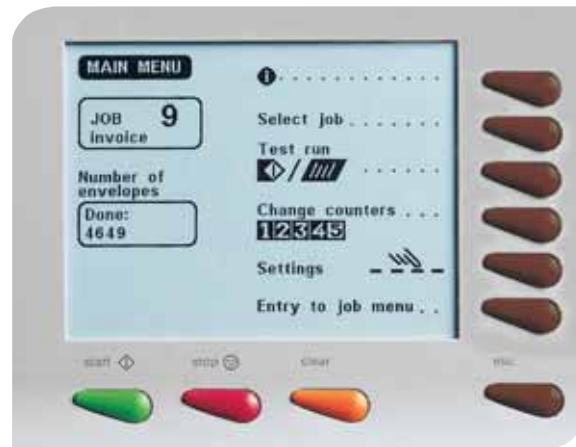 MAIN MENU
JOB 9
invoice
Number of
envelopes
Done:
4649
i . . . . . . . . . . . .
Select job . . . . . . .
Test run
/ . . . . . .
Change counters . . .
12345
Settings
Entry to job menu . .
start stop clear esc